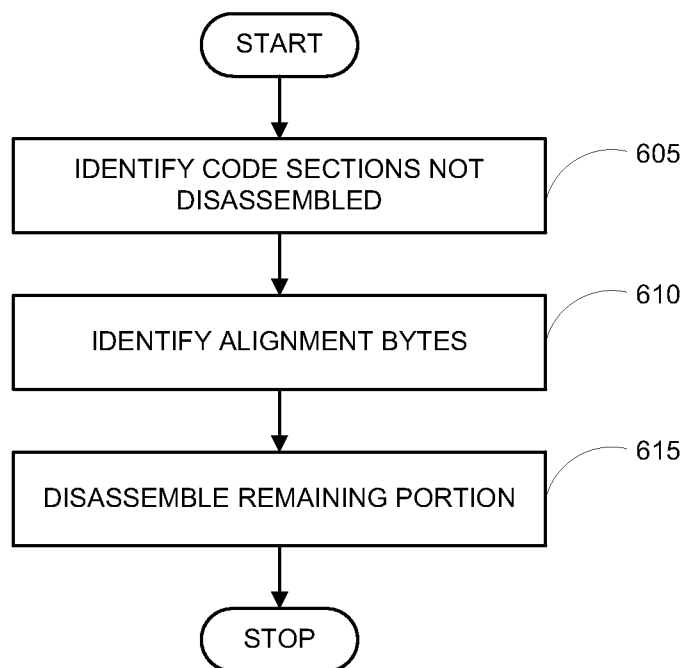 START
IDENTIFY CODE SECTIONS NOT
DISASSEMBLED
605
IDENTIFY ALIGNMENT BYTES
610
DISASSEMBLE REMAINING PORTION
615
STOP